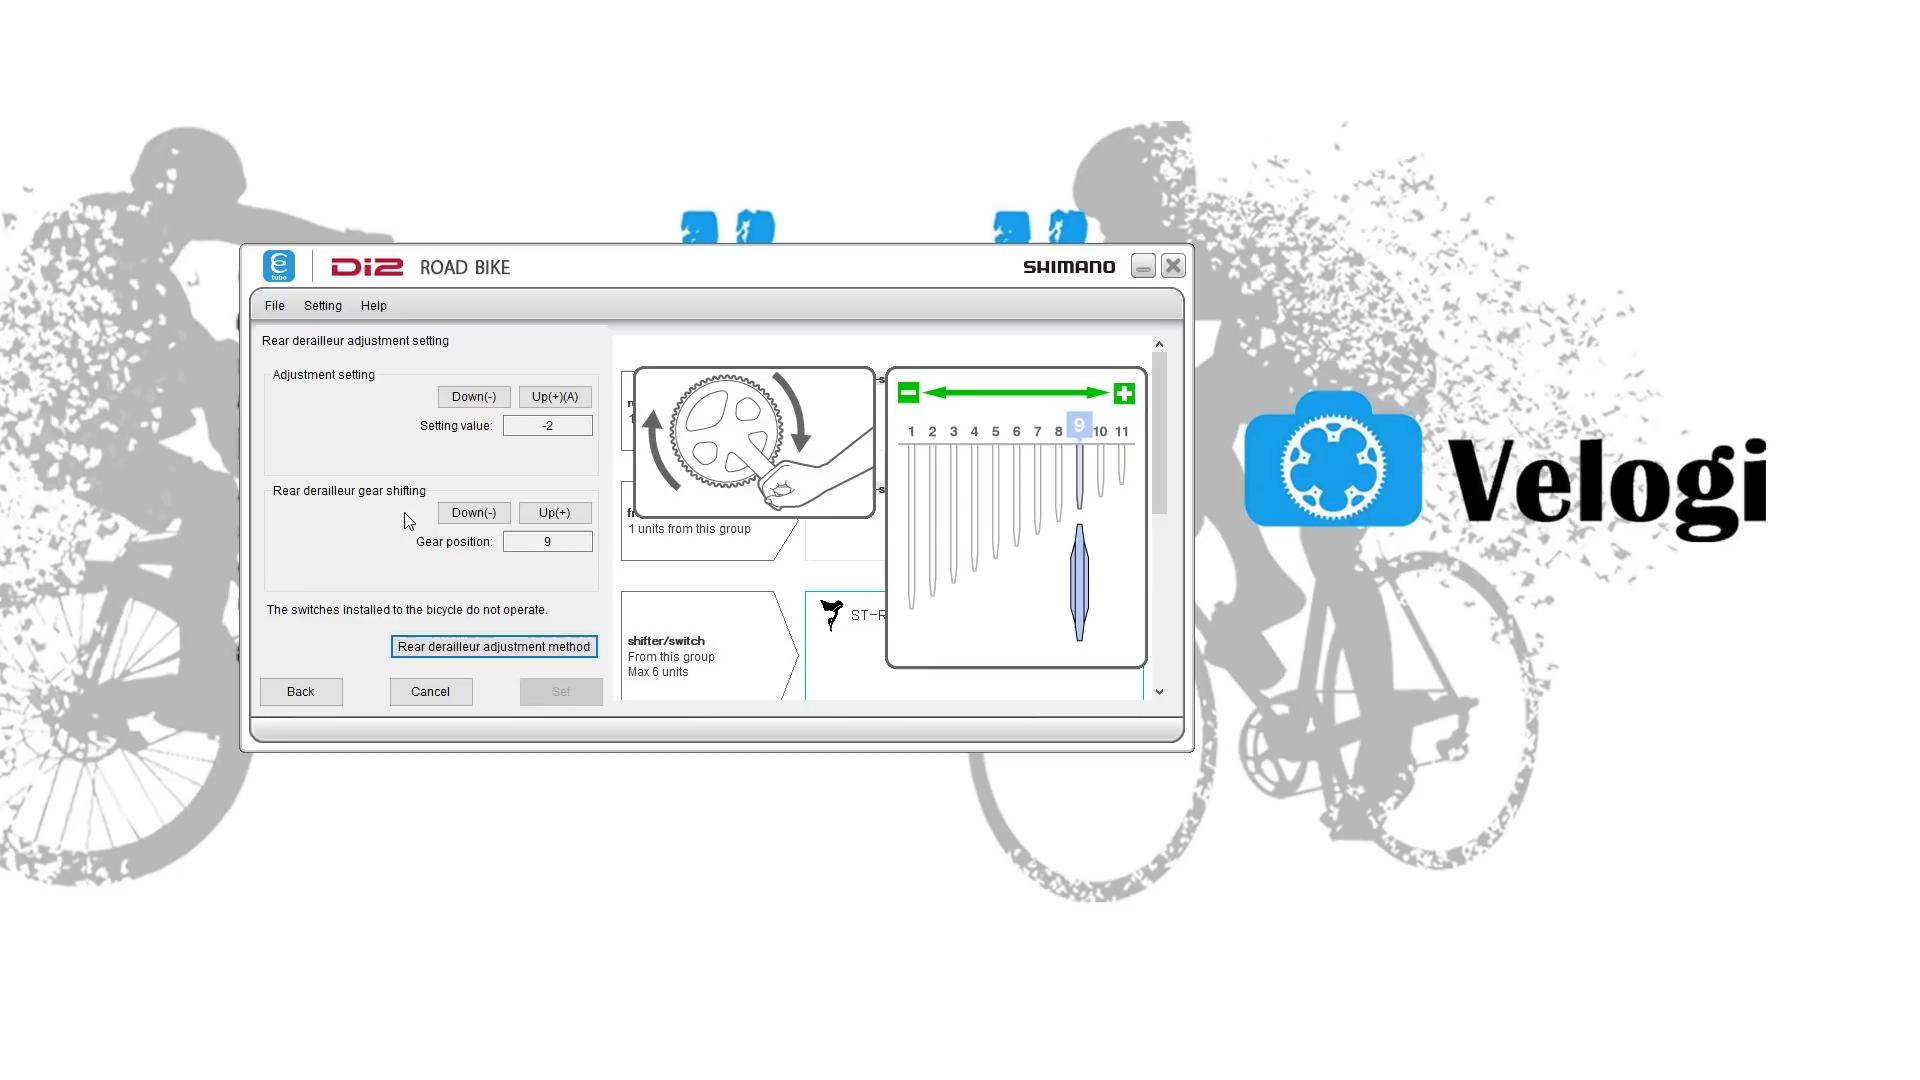 e
tube
Di2 ROAD BIKE
SHIMANO
File Setting Help
Rear derailleur adjustment setting
Adjustment setting
Down(-) Up(+)(A)
Setting value: -2
Rear derailleur gear shifting
Down(-) Up(+)
Gear position: 9
The switches installed to the bicycle do not operate.
Rear derailleur adjustment method
Back Cancel Set
1 units from this group
shifter/switch
From this group
Max 6 units
ST-R
1 2 3 4 5 6 7 8 9 10 11
Velogi